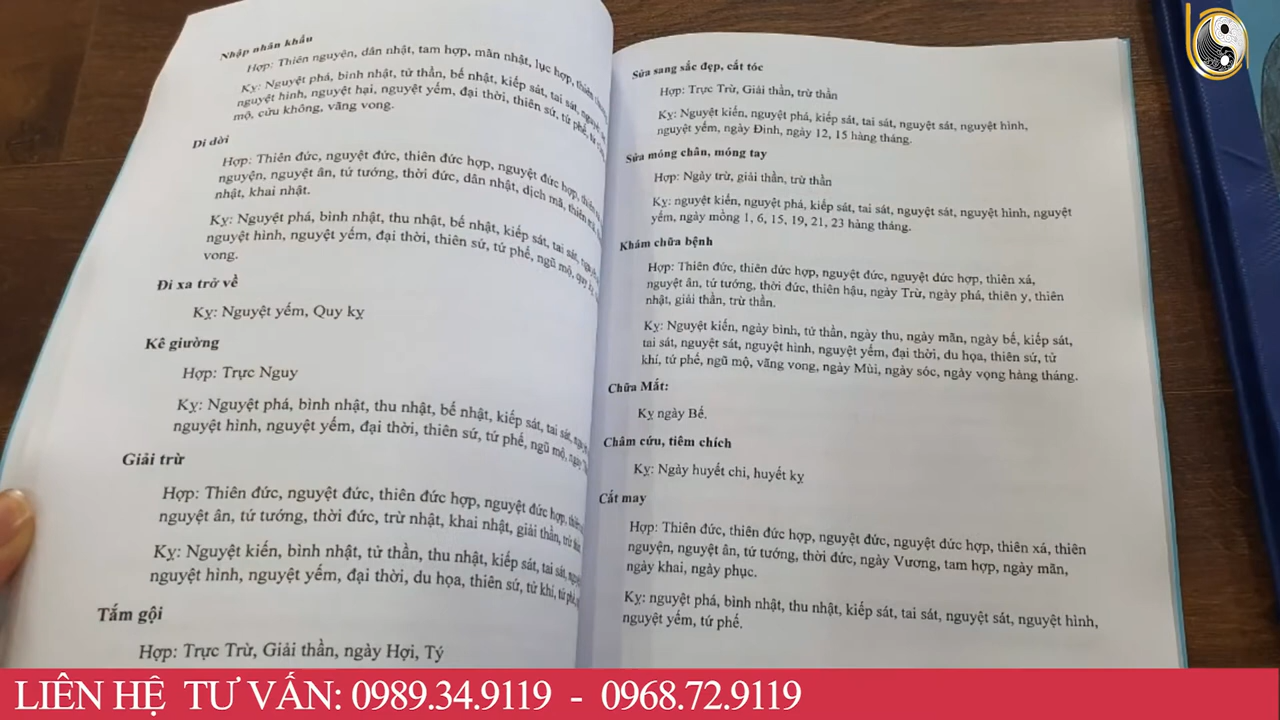 Nhập nhân khẩu
Hợp: Thiên nguyện, dân nhật, tam hợp, mãn nhật, lục hợp,
Kỵ: Nguyệt phá, bình nhật, tử thần, bế nhật, kiếp sát, tai sát,
nguyệt hình, nguyệt hại, nguyệt yếm, đại thời, thiên sứ, tứ phế,
mộ, cửu không, vãng vong.
Di dời
Hợp: Thiên đức, nguyệt đức, thiên đức hợp, nguyệt đức hợp,
nguyện, nguyệt ân, tứ tướng, thời đức, dân nhật, dịch mã,
nhật, khai nhật.
Kỵ: Nguyệt phá, bình nhật, thu nhật, bế nhật, kiếp sát, tai sát,
nguyệt hình, nguyệt yếm, đại thời, thiên sứ, tứ phế, ngũ mộ,
vong.
Đi xa trở về
Kỵ: Nguyệt yếm, Quy kỵ
Kê giường
Hợp: Trực Nguy
Kỵ: Nguyệt phá, bình nhật, thu nhật, bế nhật, kiếp sát, tai sát,
nguyệt hình, nguyệt yếm, đại thời, thiên sứ, tứ phế, ngũ mộ,
Giải trừ
Hợp: Thiên đức, nguyệt đức, thiên đức hợp, nguyệt đức hợp,
nguyệt ân, tứ tướng, thời đức, trừ nhật, khai nhật, giải thần,
Kỵ: Nguyệt kiến, bình nhật, tử thần, thu nhật, kiếp sát, tai sát,
nguyệt hình, nguyệt yếm, đại thời, du họa, thiên sứ, tử khí,
Tắm gội
Hợp: Trực Trừ, Giải thần, ngày Hợi, Tý
Sửa sang sắc đẹp, cắt tóc
Hợp: Trực Trừ, Giải thần, trừ thần
Kỵ: Nguyệt kiến, nguyệt phá, kiếp sát, tai sát, nguyệt sát, nguyệt hình,
nguyệt yếm, ngày Đinh, ngày 12, 15 hàng tháng.
Sửa móng chân, móng tay
Hợp: Ngày trừ, giải thần, trừ thần
Kỵ: nguyệt kiến, nguyệt phá, kiếp sát, tai sát, nguyệt sát, nguyệt hình, nguyệt
yếm, ngày mồng 1, 6, 15, 19, 21, 23 hàng tháng.
Khám chữa bệnh
Hợp: Thiên đức, thiên đức hợp, nguyệt đức, nguyệt đức hợp, thiên xá,
nguyệt ân, tứ tướng, thời đức, thiên hậu, ngày Trừ, ngày phá, thiên y, thiên
nhật, giải thần, trừ thần.
Kỵ: Nguyệt kiến, ngày bình, tử thần, ngày thu, ngày mãn, ngày bế, kiếp sát,
tai sát, nguyệt sát, nguyệt hình, nguyệt yếm, đại thời, du họa, thiên sứ, tử
khí, tứ phế, ngũ mộ, vãng vong, ngày Mùi, ngày sóc, ngày vọng hàng tháng.
Chữa Mắt:
Kỵ ngày Bế.
Châm cứu, tiêm chích
Kỵ: Ngày huyết chi, huyết kỵ
Cắt may
Hợp: Thiên đức, thiên đức hợp, nguyệt đức, nguyệt đức hợp, thiên xá, thiên
nguyện, nguyệt ân, tứ tướng, thời đức, ngày Vương, tam hợp, ngày mãn,
ngày khai, ngày phục.
Kỵ: nguyệt phá, bình nhật, thu nhật, kiếp sát, tai sát, nguyệt sát, nguyệt hình,
nguyệt yếm, tứ phế.
LIÊN HỆ TƯ VẤN: 0989.34.9119 - 0968.72.9119